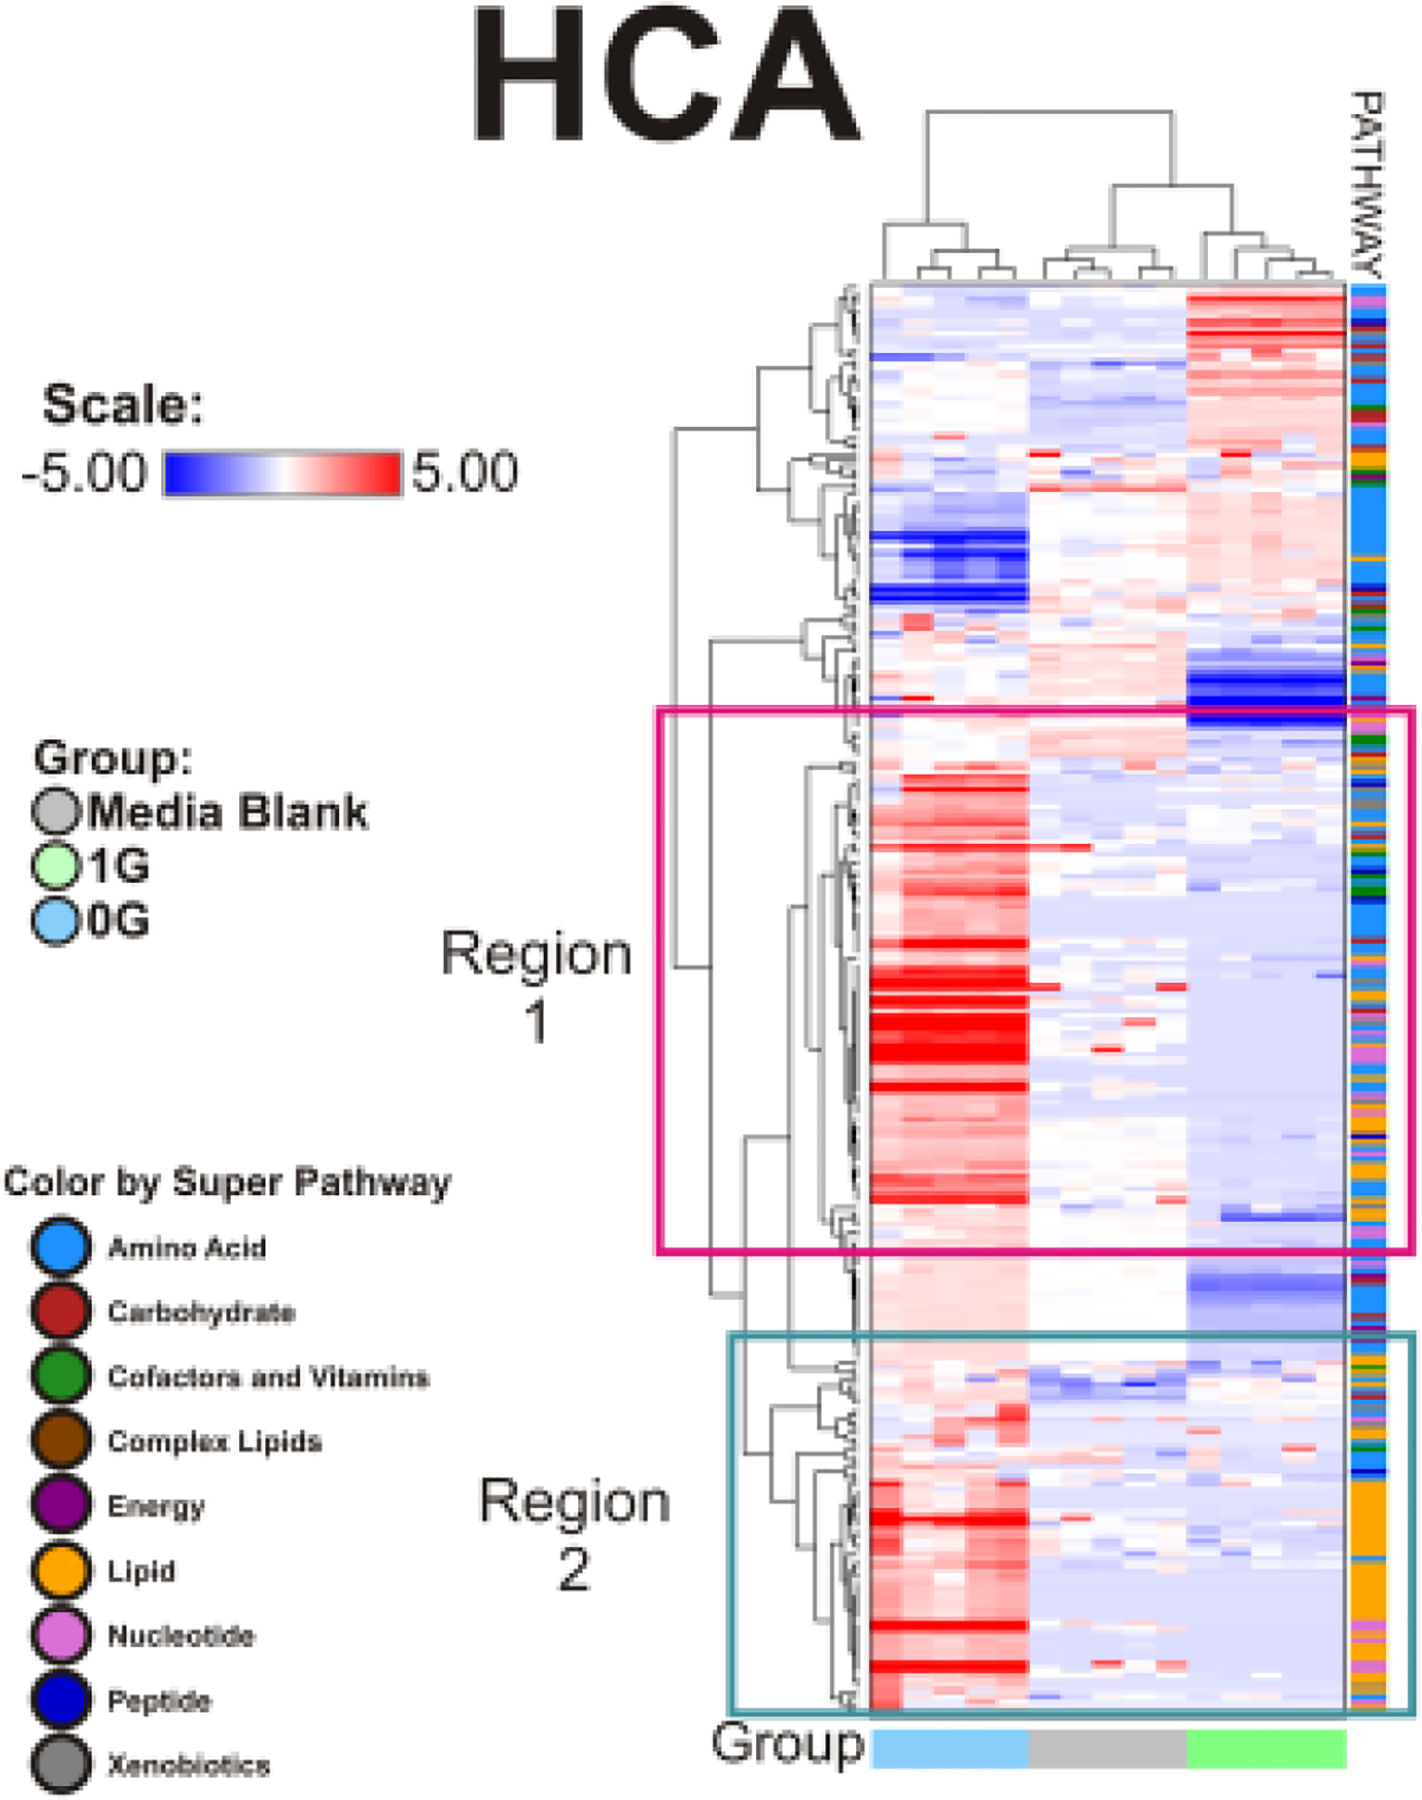 HCA
PATHWAY
Scale:
-5.00 5.00
Group:
Media Blank
1G
0G
Region
1
Color by Super Pathway
Amino Acid
Carbohydrate
Cofactors and Vitamins
Complex Lipids
Energy
Lipid
Nucleotide
Peptide
Xenobiotics
Region
2
Group